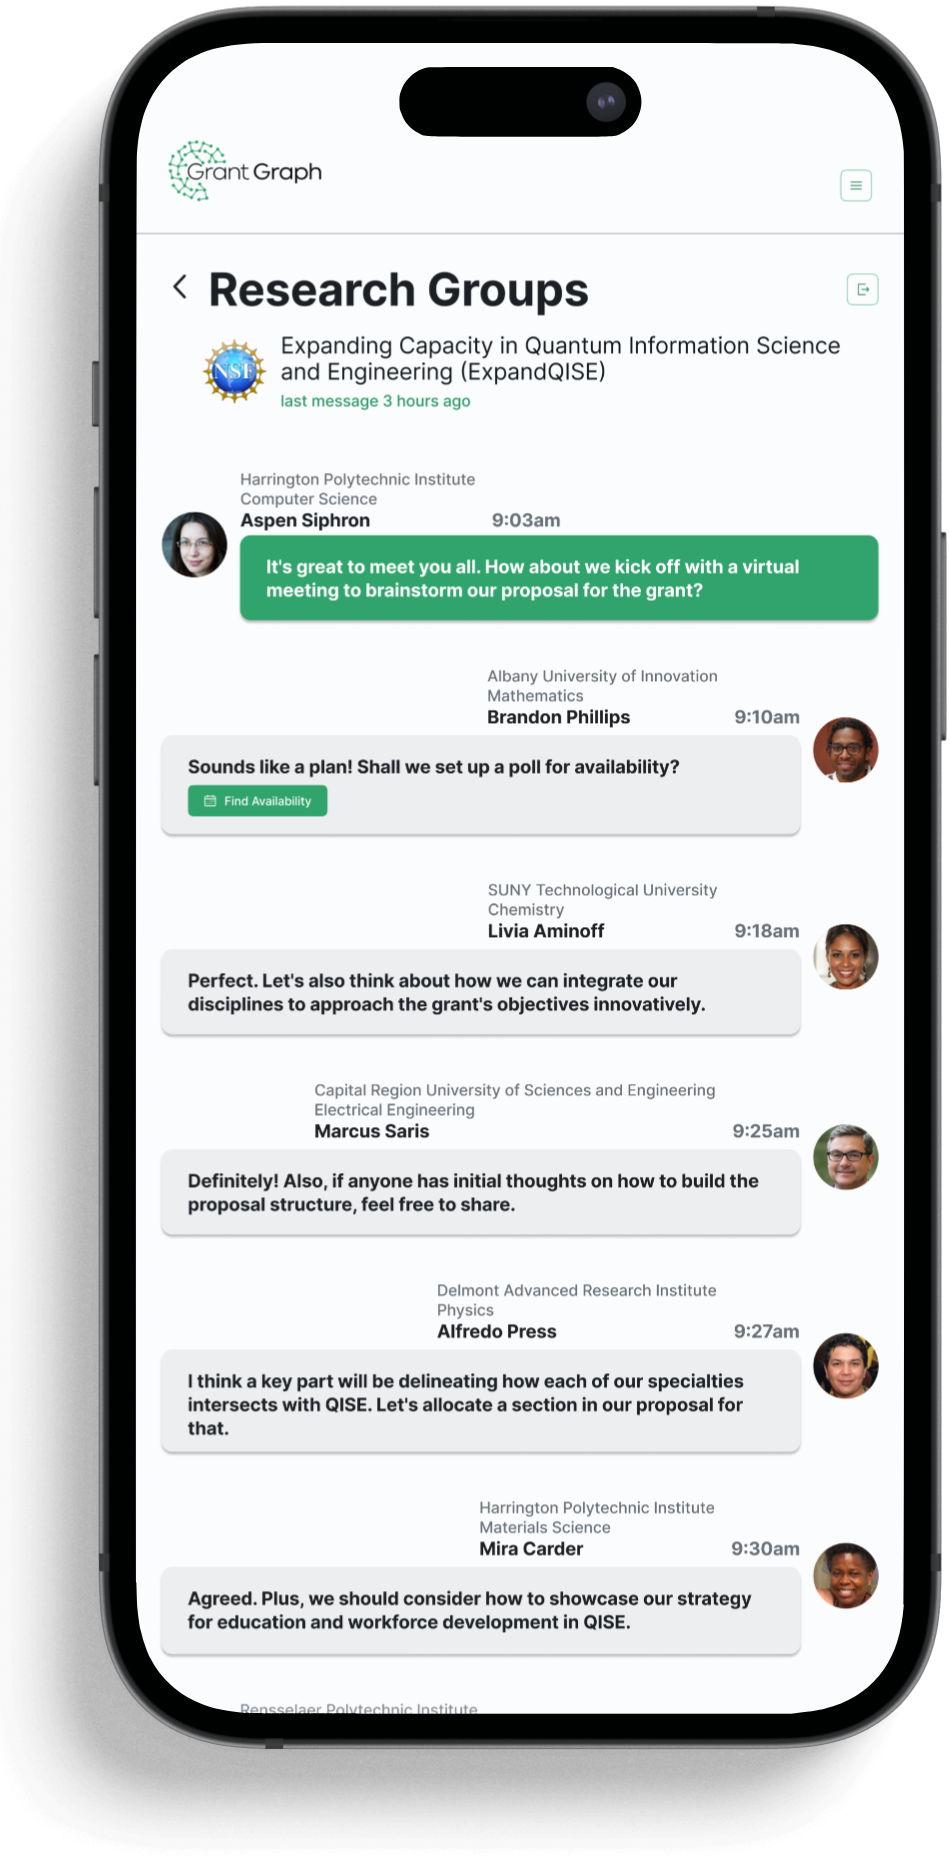 Grant Graph
Research Groups
Expanding Capacity in Quantum Information Science
and Engineering (ExpandQISE)
NSF
last message 3 hours ago
Harrington Polytechnic Institute
Computer Science
Aspen Siphron 9:03am
It's great to meet you all. How about we kick off with a virtual
meeting to brainstorm our proposal for the grant?
Albany University of Innovation
Mathematics
Brandon Phillips 9:10am
Sounds like a plan! Shall we set up a poll for availability?
Find Availability
SUNY Technological University
Chemistry
Livia Aminoff 9:18am
Perfect. Let's also think about how we can integrate our
disciplines to approach the grant's objectives innovatively.
Capital Region University of Sciences and Engineering
Electrical Engineering
Marcus Saris 9:25am
Definitely! Also, if anyone has initial thoughts on how to build the
proposal structure, feel free to share.
Delmont Advanced Research Institute
Physics
Alfredo Press 9:27am
I think a key part will be delineating how each of our specialties
intersects with QISE. Let's allocate a section in our proposal for
that.
Harrington Polytechnic Institute
Materials Science
Mira Carder 9:30am
Agreed. Plus, we should consider how to showcase our strategy
for education and workforce development in QISE.
Rensselaer Polytechnic Institute